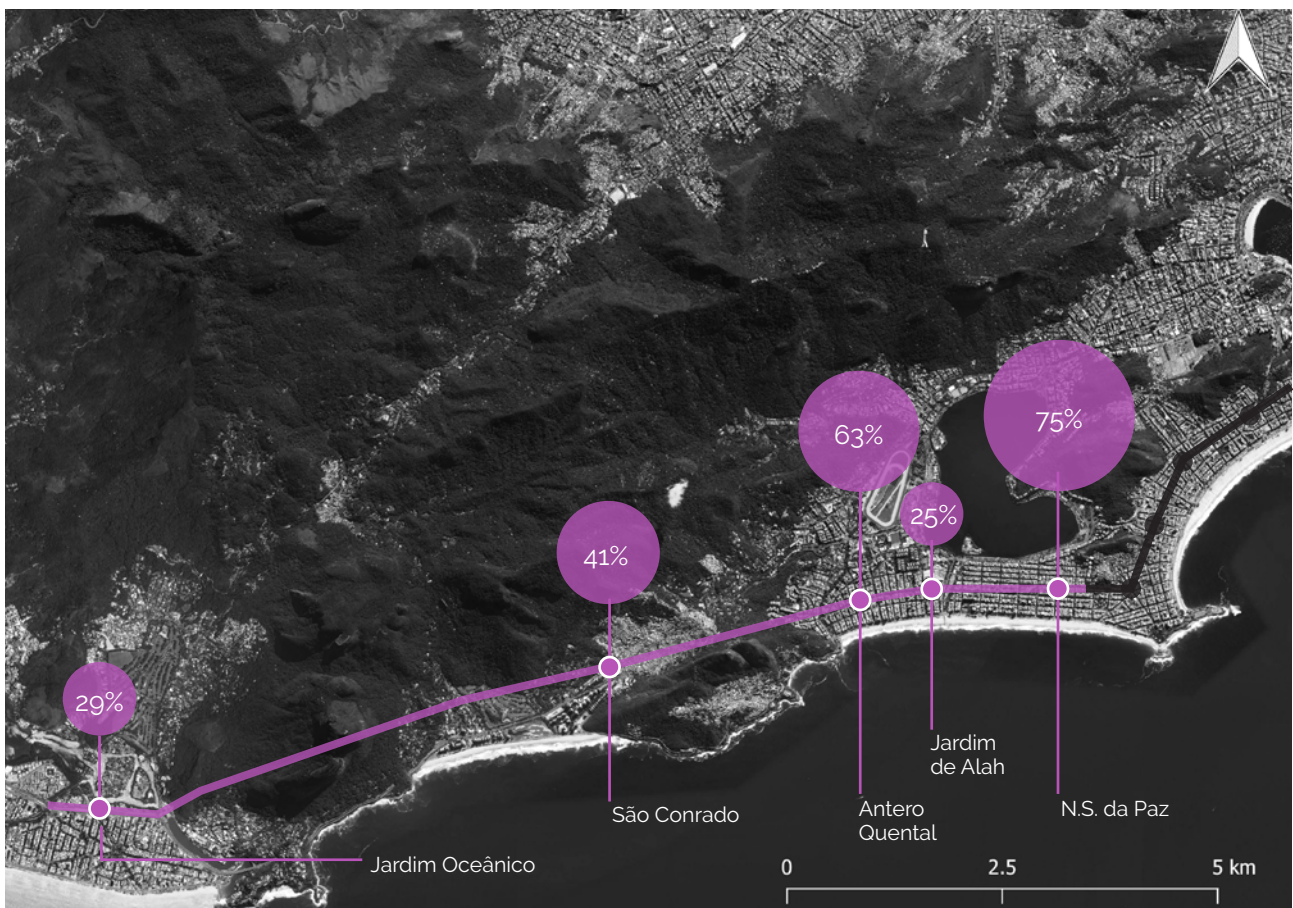 75%
63%
25%
41%
29%
Jardim
de Alah
São Conrado
Antero
Quental
N.S. da Paz
Jardim Oceânico
0 2.5 5 km